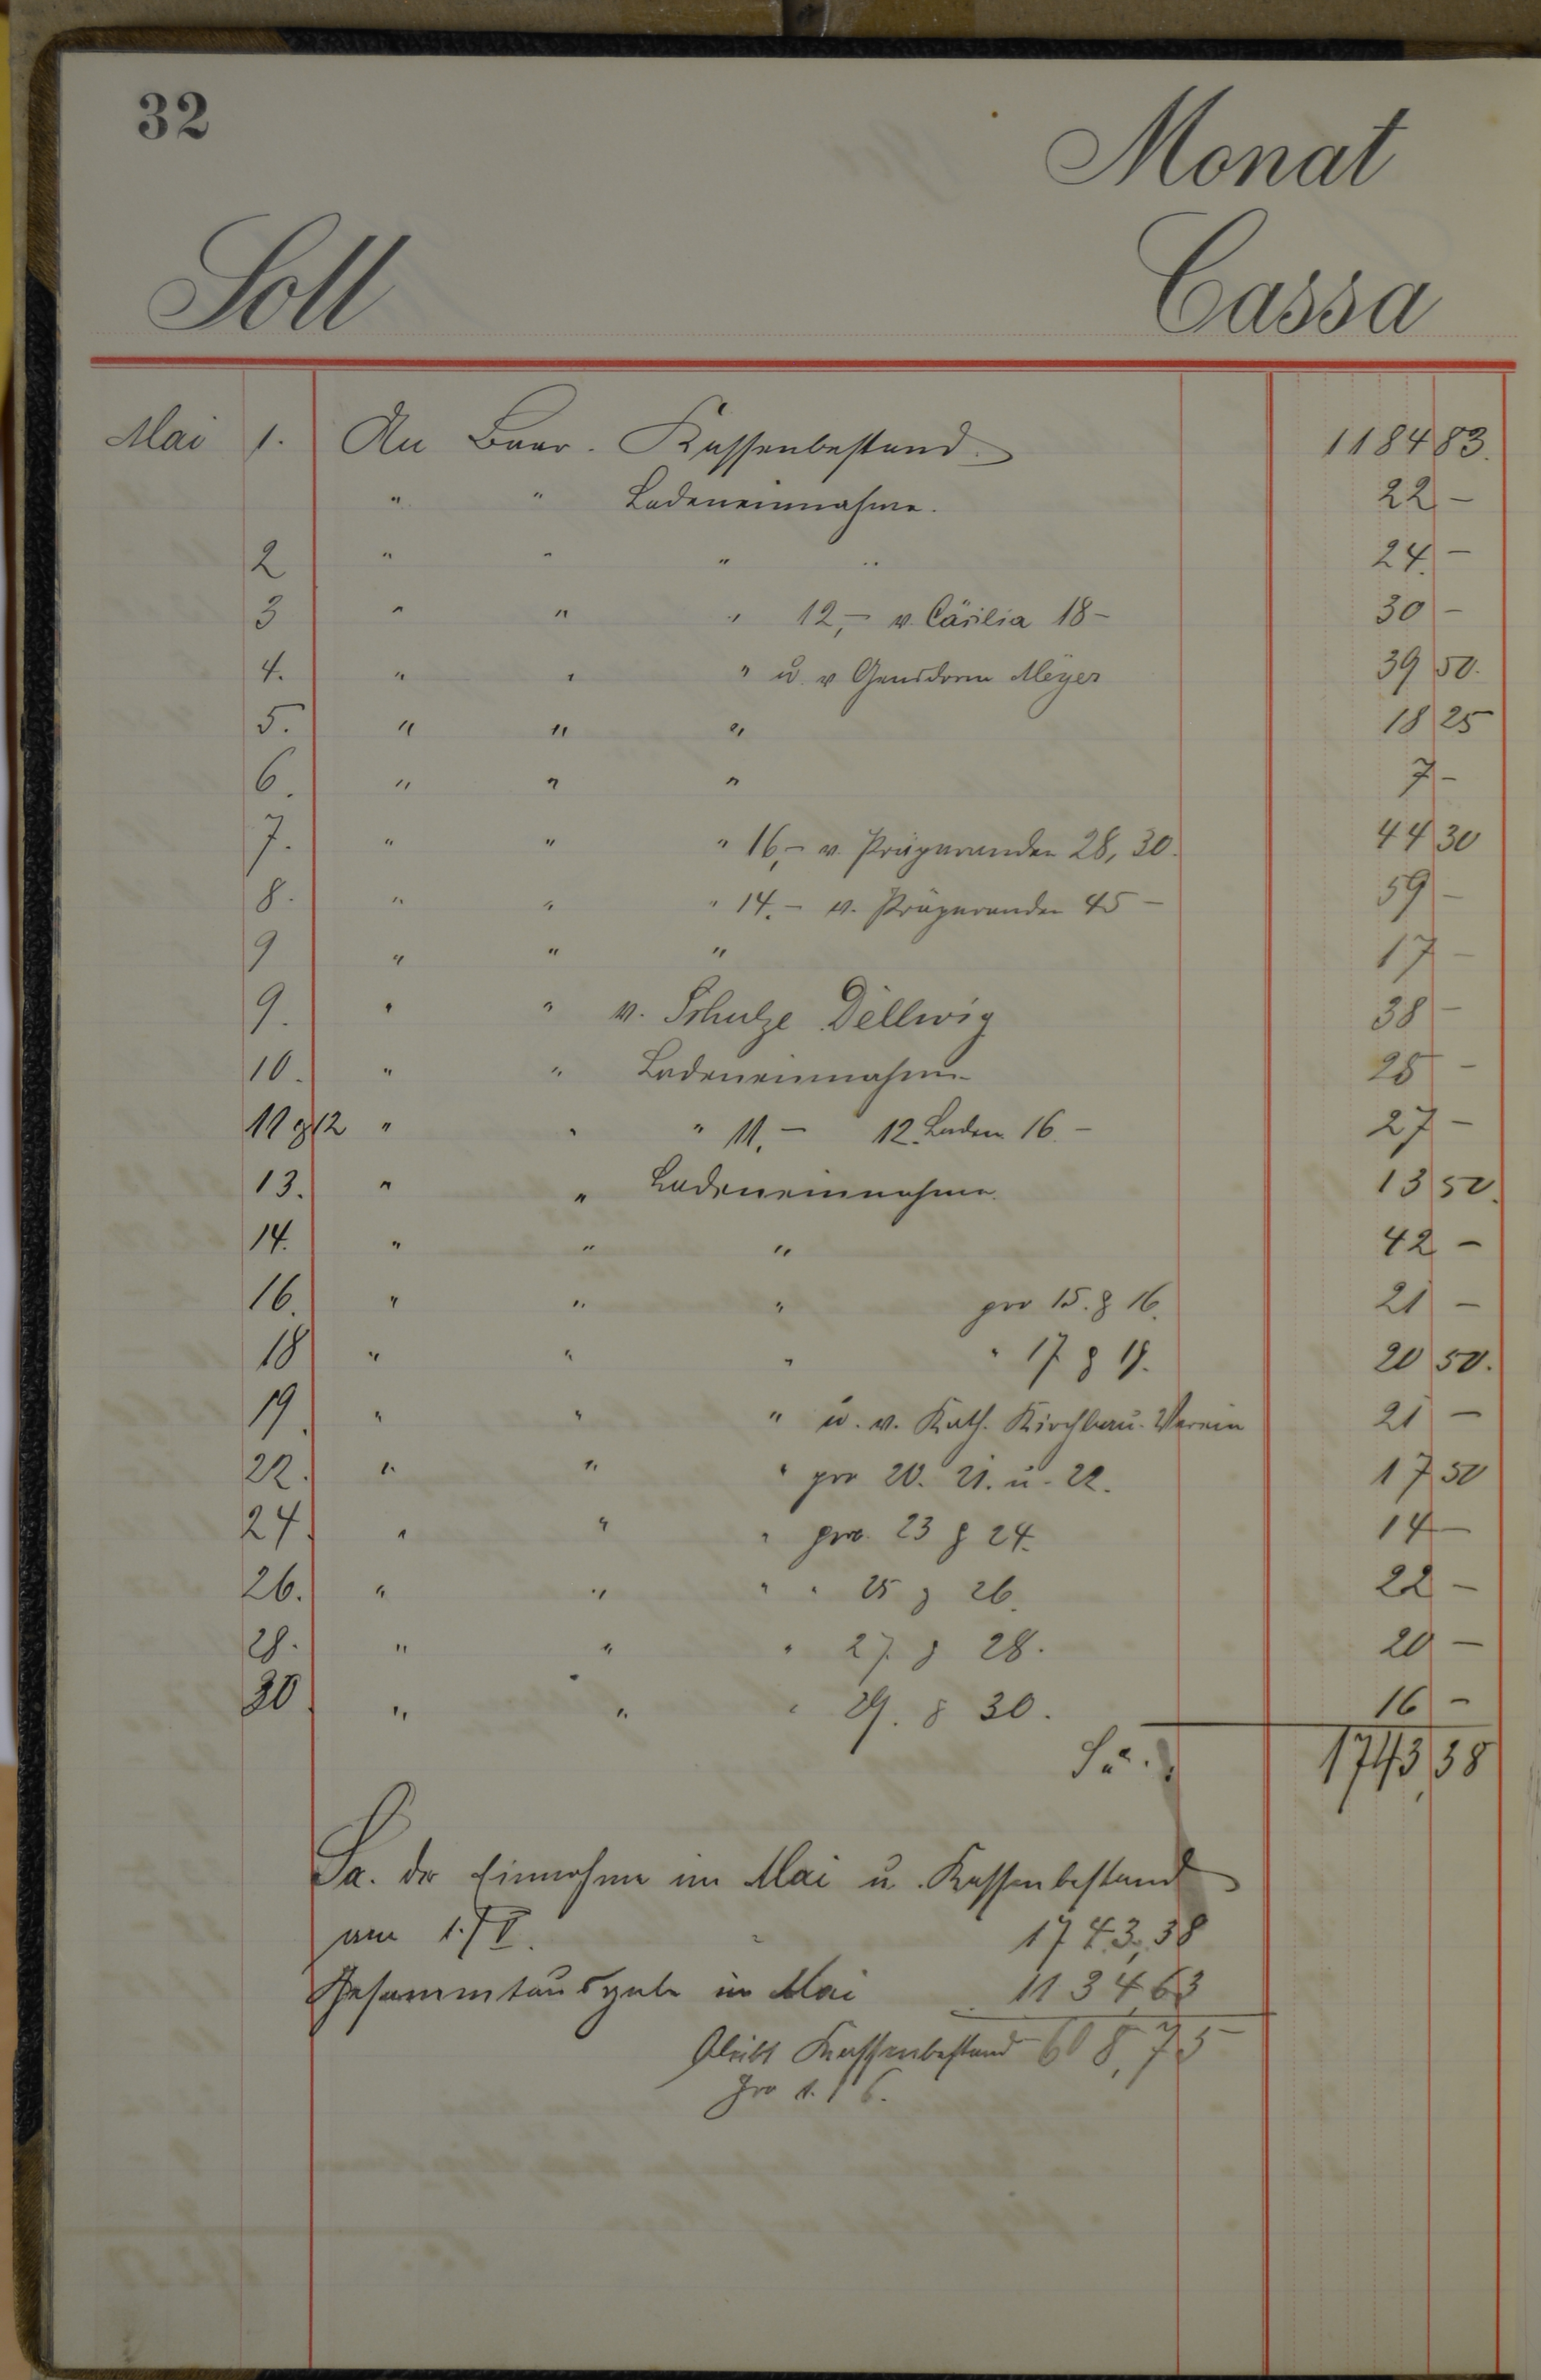 32
Monat
Soll Cassa
Mai 1. An Baar. Kassenbestand. 1184 83.
" " Ladeneinnahme. 22 –
2 " " " " 24. –
3 " " " 12,– v. Cäsilia 18 – 30 –
4. " " " u. v Gensdorm Meyer 39 50.
5. " " " 18 25
6. " " " 7 –
7. " " " 16,– v. Präparanden 28, 30. 44 30
8. " " " 14.– v. Präparanden 45 – 59 –
9 " " " 17 –
9. " " v. Schulze Dellwig 38 –
10. " " Ladeneinnahme 25 –
11 & 12 " " " 11. – 12. Laden 16. – 27 –
13. " " Ladeneinnahme. 13 50.
14. " " " 42 –
16. " " " pro 15. & 16. 21 –
18 " " " " 17 & 18. 20 50.
19. " " " u. v. Kath. Kirchbau. Verein 21 –
22. " " " pro 20. 21. u. 22. 17 50
24. " " " pro. 23 & 24. 14 –
26. " " " " 25 & 26. 22 –
28. " " " 27. & 28. 20 –
30. " " " 29. & 30. 16 –
Sa. 1743,38
Sa. der Einnahme im Mai u. Kassenbestand
am 1./5. 1743,38
Gesammtausgabe im Mai 1134 63
Bleibt Kassenbestand 608,75
pro 1./6.